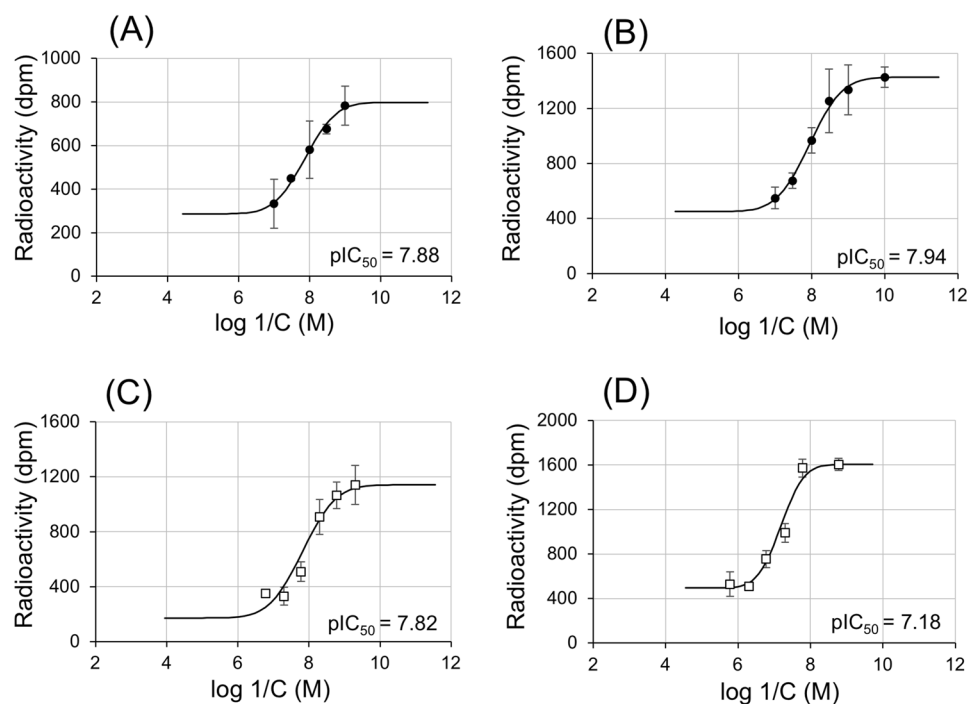 (A)
Radioactivity (dpm)
1000
800
600
400
200
0
2 4 6 8 10 12
log 1/C (M)
pIC₅₀ = 7.88
(B)
Radioactivity (dpm)
1600
1200
800
400
0
2 4 6 8 10 12
log 1/C (M)
pIC₅₀ = 7.94
(C)
Radioactivity (dpm)
1600
1200
800
400
0
2 4 6 8 10 12
log 1/C (M)
pIC₅₀ = 7.82
(D)
Radioactivity (dpm)
2000
1600
1200
800
400
0
2 4 6 8 10 12
log 1/C (M)
pIC₅₀ = 7.18